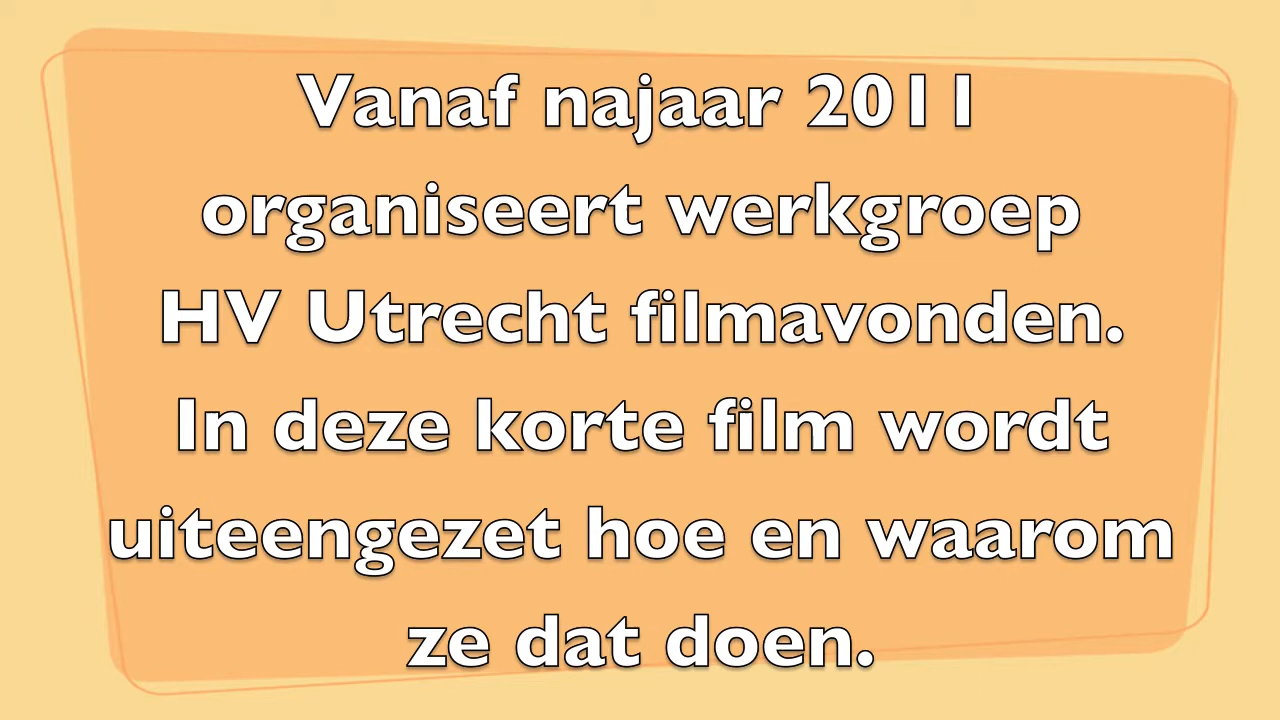 Vanaf najaar 2011
organiseert werkgroep
HV Utrecht filmavonden.
In deze korte film wordt
uiteengezet hoe en waarom
ze dat doen.